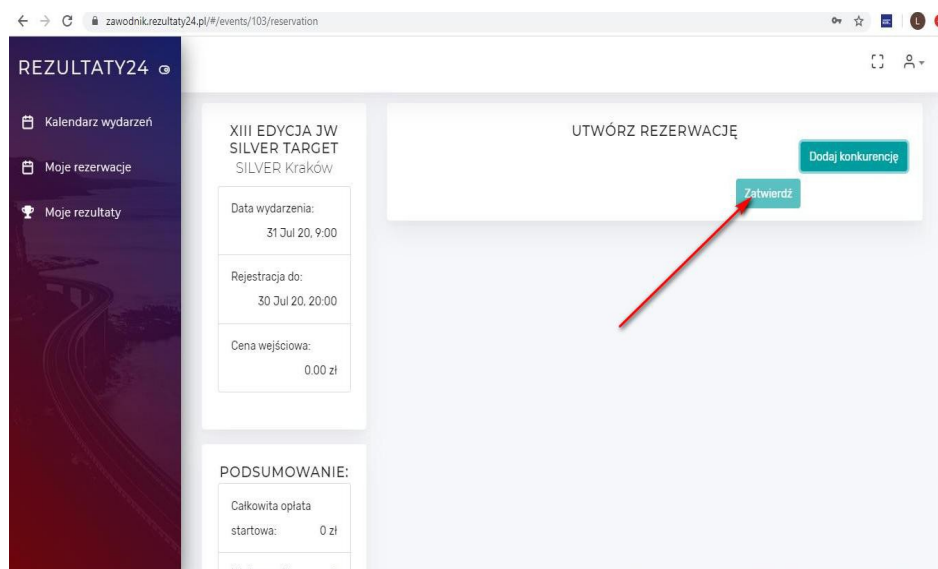 zawodnik.rezultaty24.pl/#/events/103/reservation
L
REZULTATY24
Kalendarz wydarzeń
Moje rezerwacje
Moje rezultaty
XIII EDYCJA JW
SILVER TARGET
SILVER Kraków
Data wydarzenia:
31 Jul 20, 9:00
Rejestracja do:
30 Jul 20, 20:00
Cena wejściowa:
0.00 zł
PODSUMOWANIE:
Całkowita opłata
startowa: 0 zł
UTWÓRZ REZERWACJĘ
Dodaj konkurencję
Zatwierdź